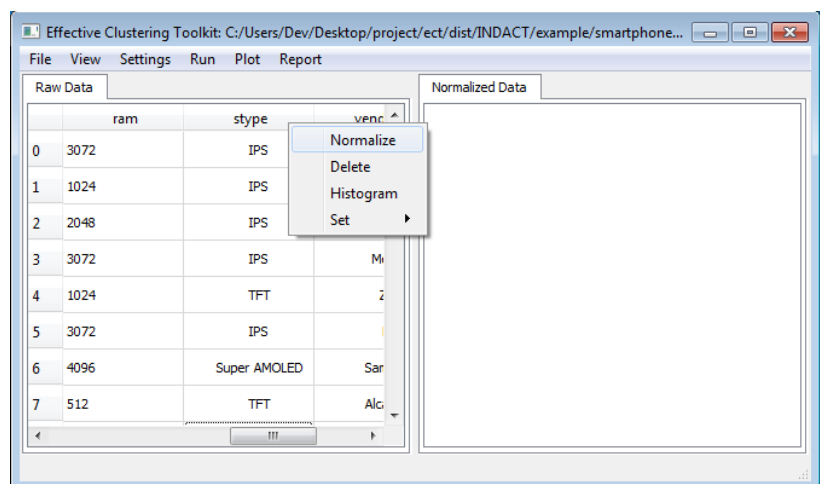 Effective Clustering Toolkit: C:/Users/Dev/Desktop/project/ect/dist/INDACT/example/smartphone...
File View Settings Run Plot Report
Raw Data
Normalized Data
ram stype
0 3072 IPS
1 1024 IPS
2 2048 IPS
3 3072 IPS
4 1024 TFT
5 3072 IPS
6 4096 Super AMOLED
7 512 TFT
Normalize
Delete
Histogram
Set